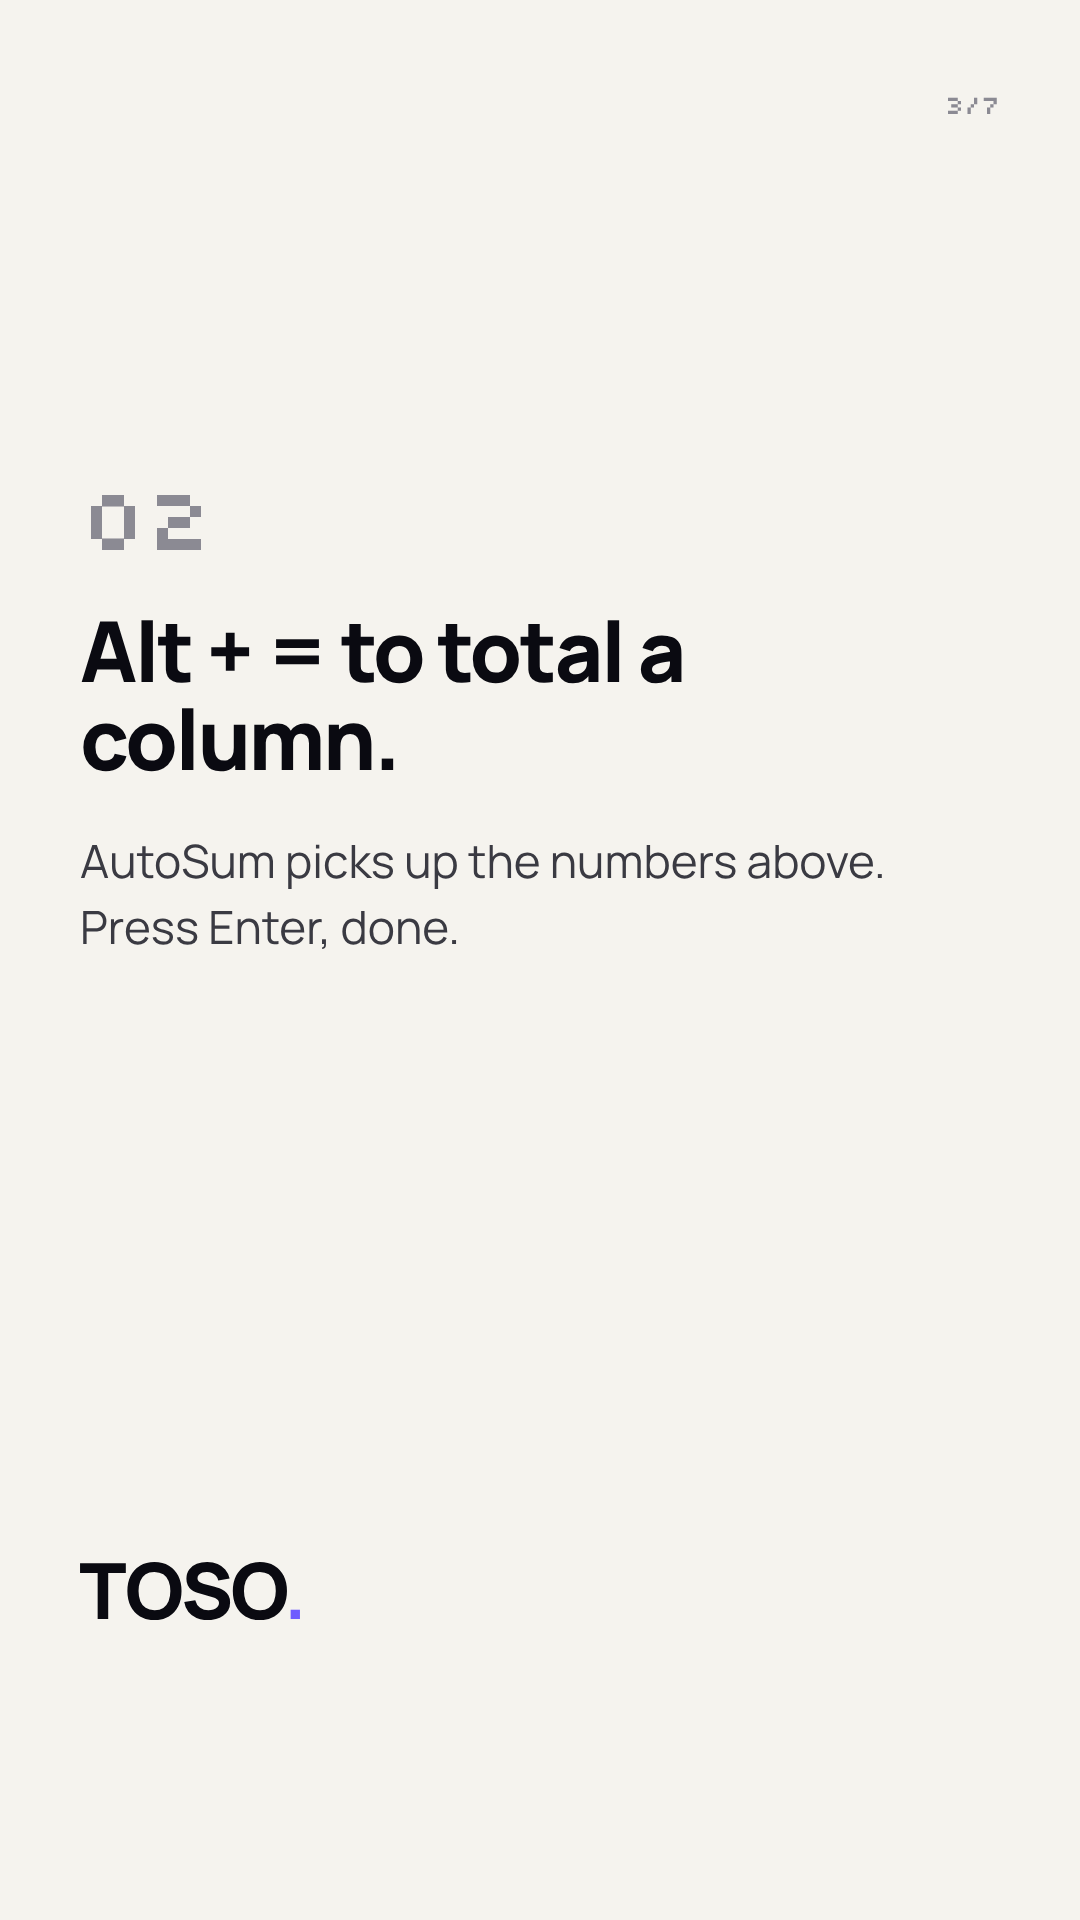 3/7
02
Alt + = to total a
column.
AutoSum picks up the numbers above.
Press Enter, done.
TOSO.